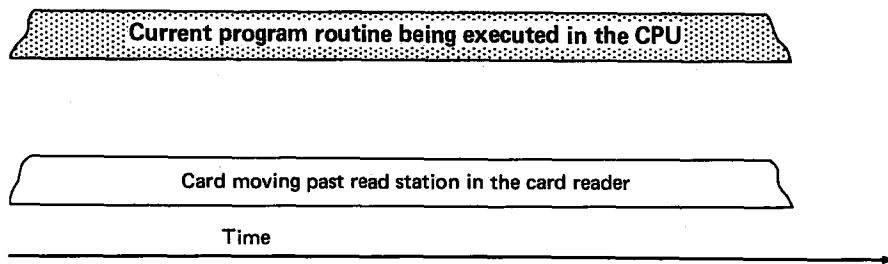 Current program routine being executed in the CPU
Card moving past read station in the card reader
Time